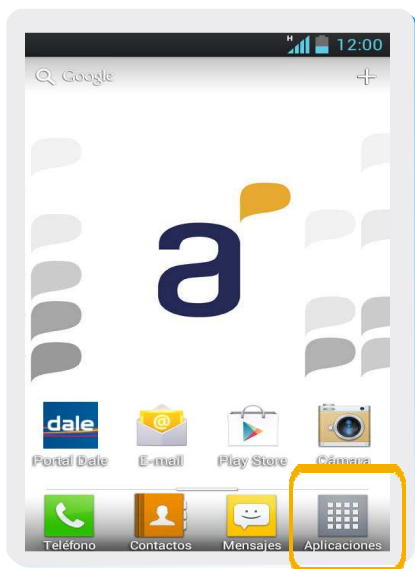 H 12:00
Google
a
dale
Portal Dale E-mail Play Store Cámara
Teléfono Contactos Mensajes Aplicaciones